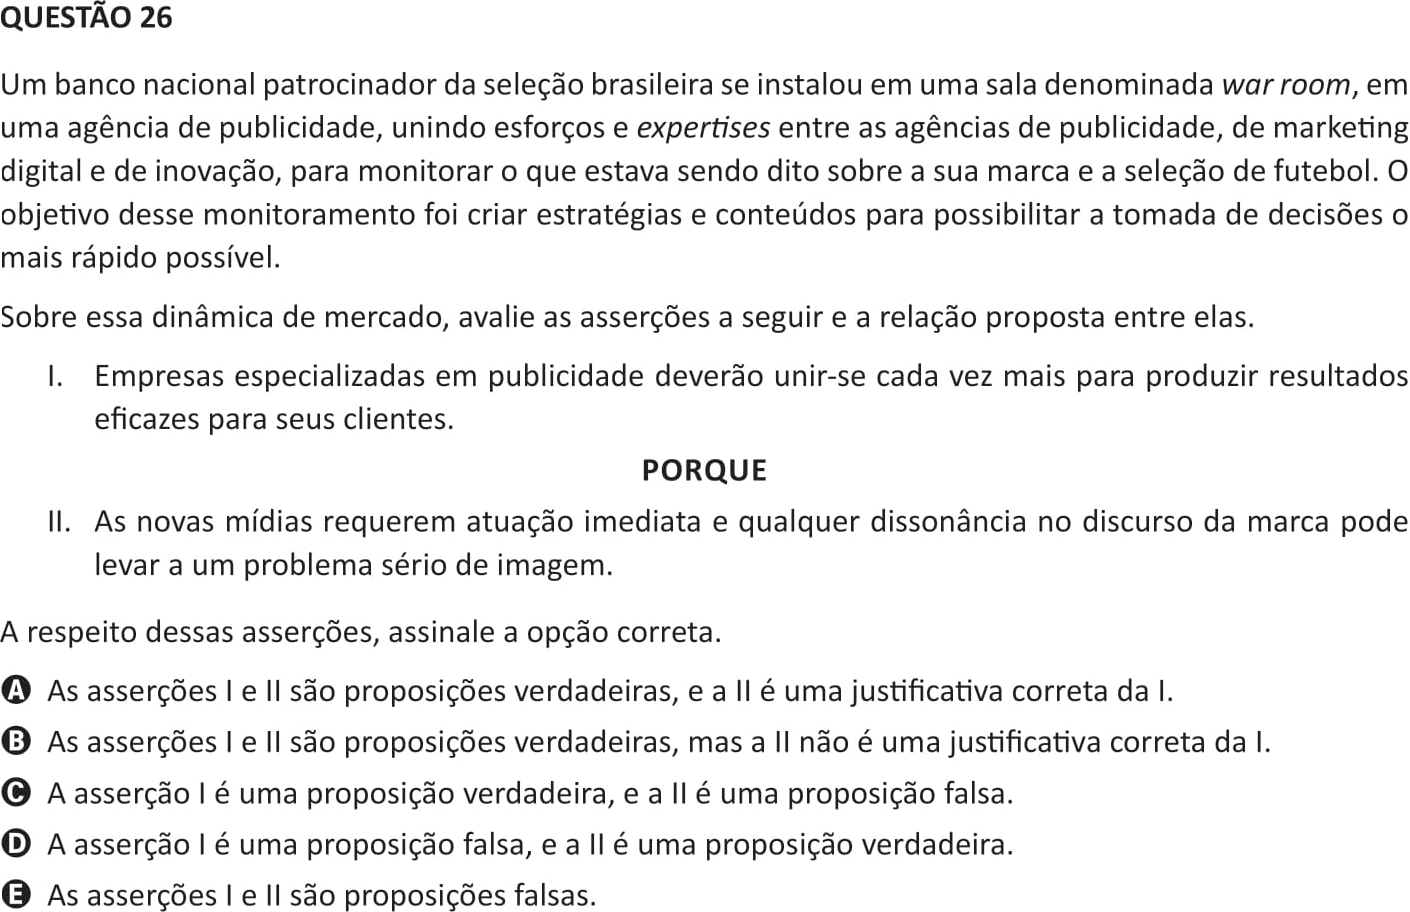 QUESTÃO 26
Um banco nacional patrocinador da seleção brasileira se instalou em uma sala denominada war room, em
uma agência de publicidade, unindo esforços e expertises entre as agências de publicidade, de marketing
digital e de inovação, para monitorar o que estava sendo dito sobre a sua marca e a seleção de futebol. O
objetivo desse monitoramento foi criar estratégias e conteúdos para possibilitar a tomada de decisões o
mais rápido possível.
Sobre essa dinâmica de mercado, avalie as asserções a seguir e a relação proposta entre elas.
I. Empresas especializadas em publicidade deverão unir-se cada vez mais para produzir resultados
eficazes para seus clientes.
PORQUE
II. As novas mídias requerem atuação imediata e qualquer dissonância no discurso da marca pode
levar a um problema sério de imagem.
A respeito dessas asserções, assinale a opção correta.
A As asserções I e II são proposições verdadeiras, e a II é uma justificativa correta da I.
B As asserções I e II são proposições verdadeiras, mas a II não é uma justificativa correta da I.
C A asserção I é uma proposição verdadeira, e a II é uma proposição falsa.
D A asserção I é uma proposição falsa, e a II é uma proposição verdadeira.
E As asserções I e II são proposições falsas.